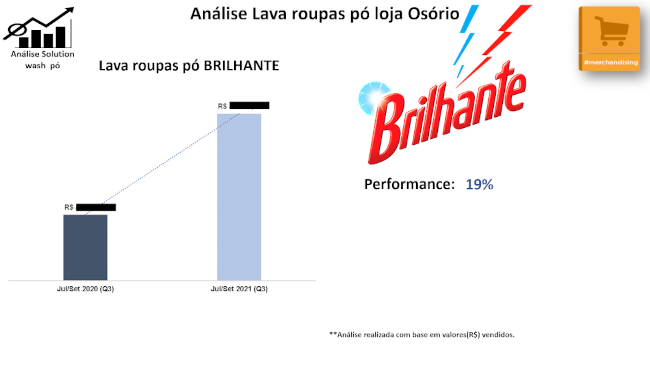 Análise Lava roupas pó loja Osório
Análise Solution
wash pó
#merchandising
Lava roupas pó BRILHANTE
Brilhante
R$
R$
Performance: 19%
Jul/Set 2020 (Q3)
Jul/Set 2021 (Q3)
**Análise realizada com base em valores(R$) vendidos.